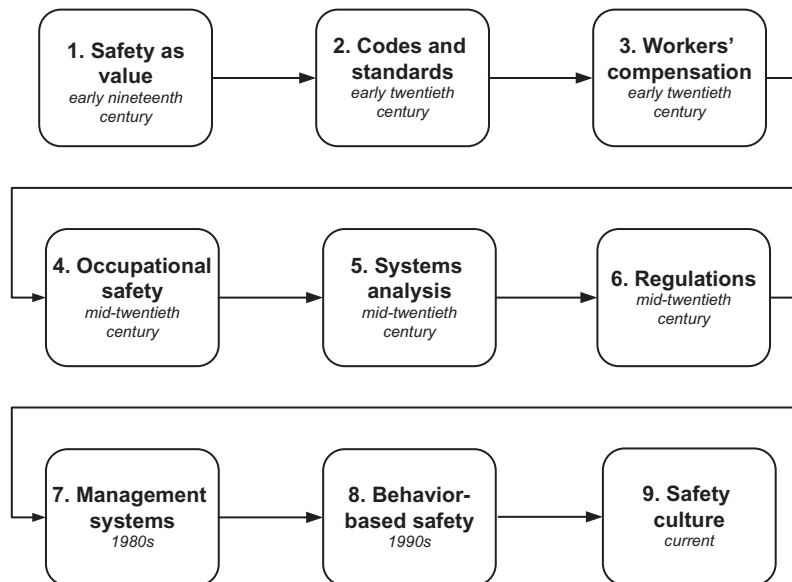 1. Safety as
value
early nineteenth
century
2. Codes and
standards
early twentieth
century
3. Workers’
compensation
early twentieth
century
4. Occupational
safety
mid-twentieth
century
5. Systems
analysis
mid-twentieth
century
6. Regulations
mid-twentieth
century
7. Management
systems
1980s
8. Behavior-
based safety
1990s
9. Safety
culture
current